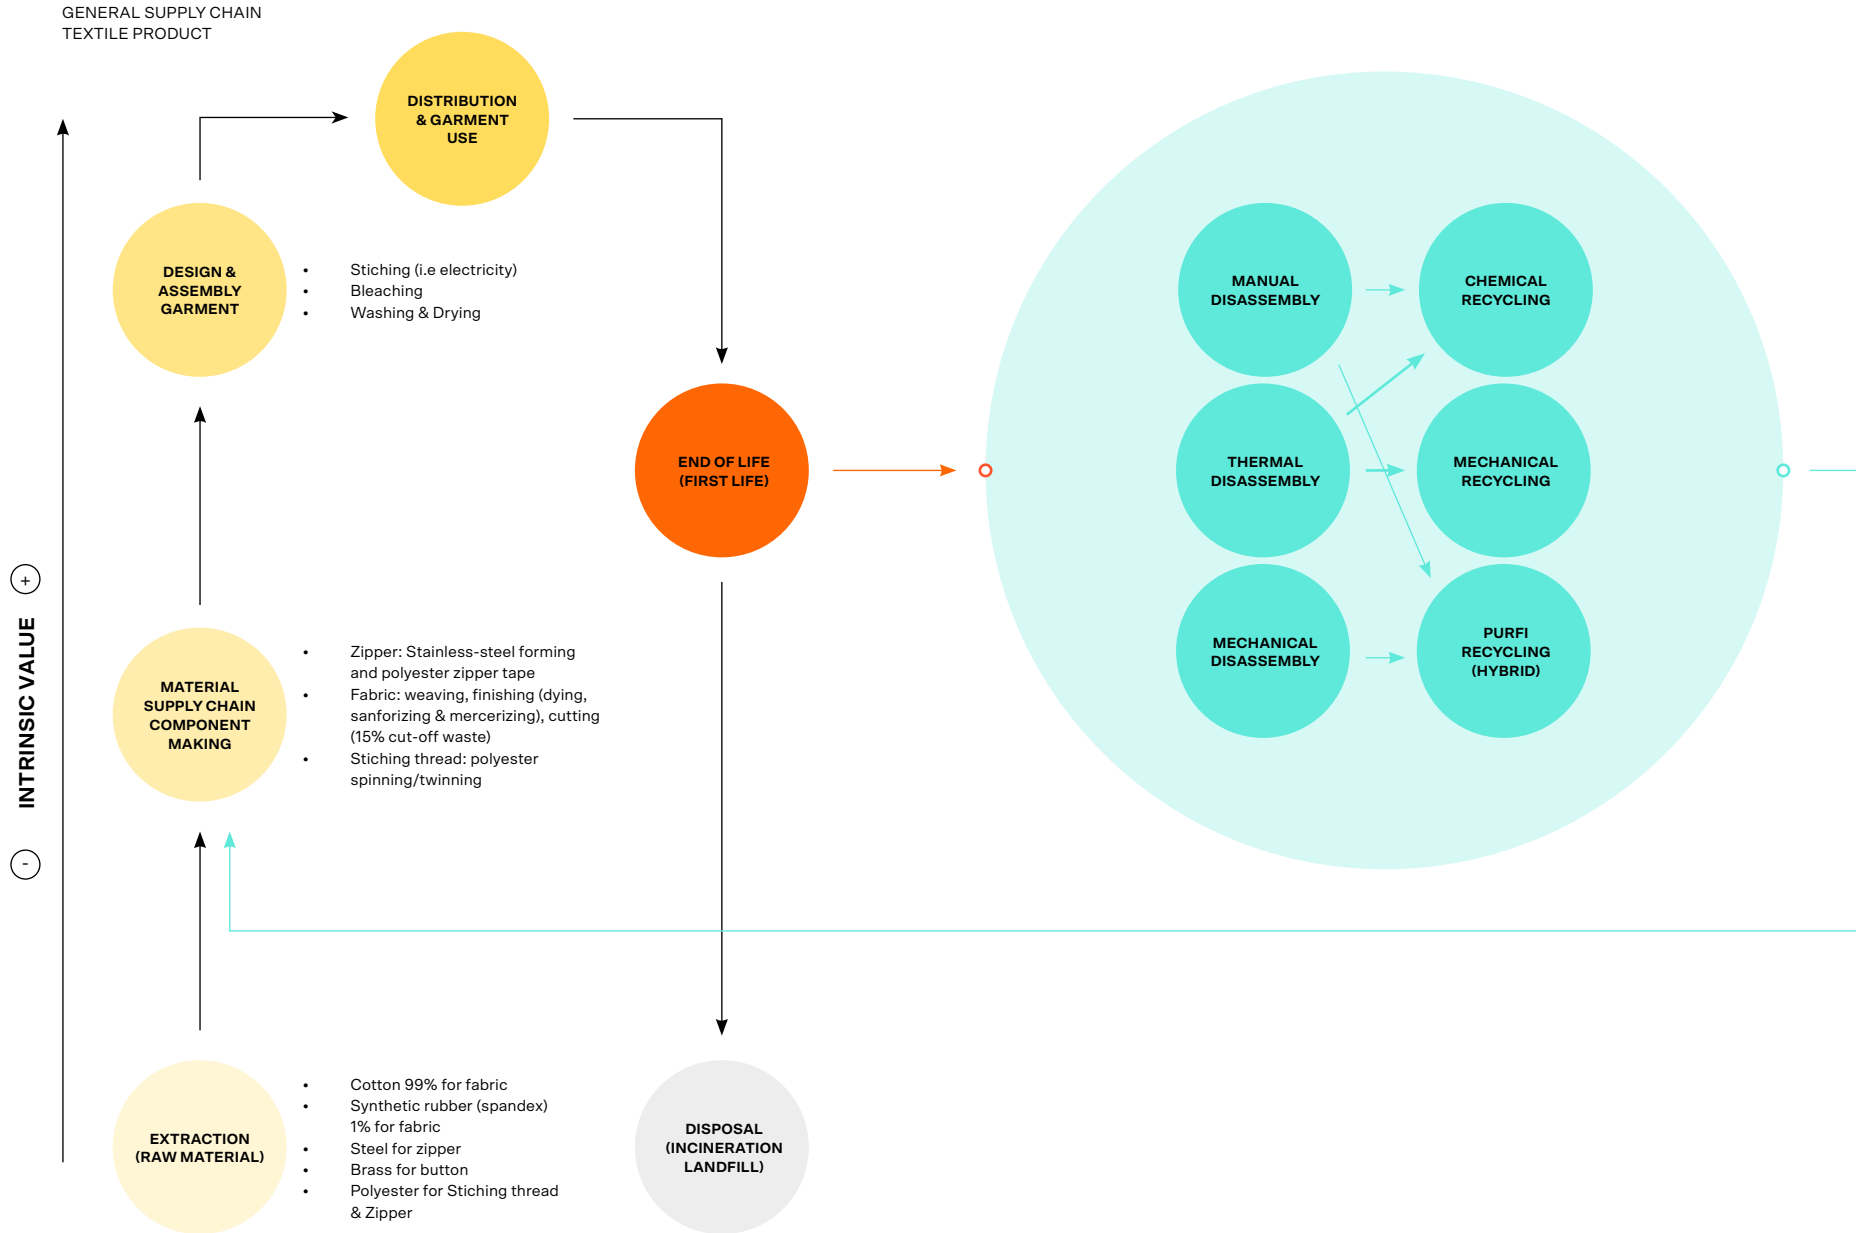 GENERAL SUPPLY CHAIN
TEXTILE PRODUCT
DISTRIBUTION
& GARMENT
USE
DESIGN &
ASSEMBLY
GARMENT
• Stiching (i.e electricity)
• Bleaching
• Washing & Drying
END OF LIFE
(FIRST LIFE)
MANUAL
DISASSEMBLY
CHEMICAL
RECYCLING
THERMAL
DISASSEMBLY
MECHANICAL
RECYCLING
MECHANICAL
DISASSEMBLY
PURFI
RECYCLING
(HYBRID)
+
INTRINSIC VALUE
-
MATERIAL
SUPPLY CHAIN
COMPONENT
MAKING
• Zipper: Stainless-steel forming
and polyester zipper tape
• Fabric: weaving, finishing (dying,
sanforizing & mercerizing), cutting
(15% cut-off waste)
• Stiching thread: polyester
spinning/twinning
EXTRACTION
(RAW MATERIAL)
• Cotton 99% for fabric
• Synthetic rubber (spandex)
1% for fabric
• Steel for zipper
• Brass for button
• Polyester for Stiching thread
& Zipper
DISPOSAL
(INCINERATION
LANDFILL)